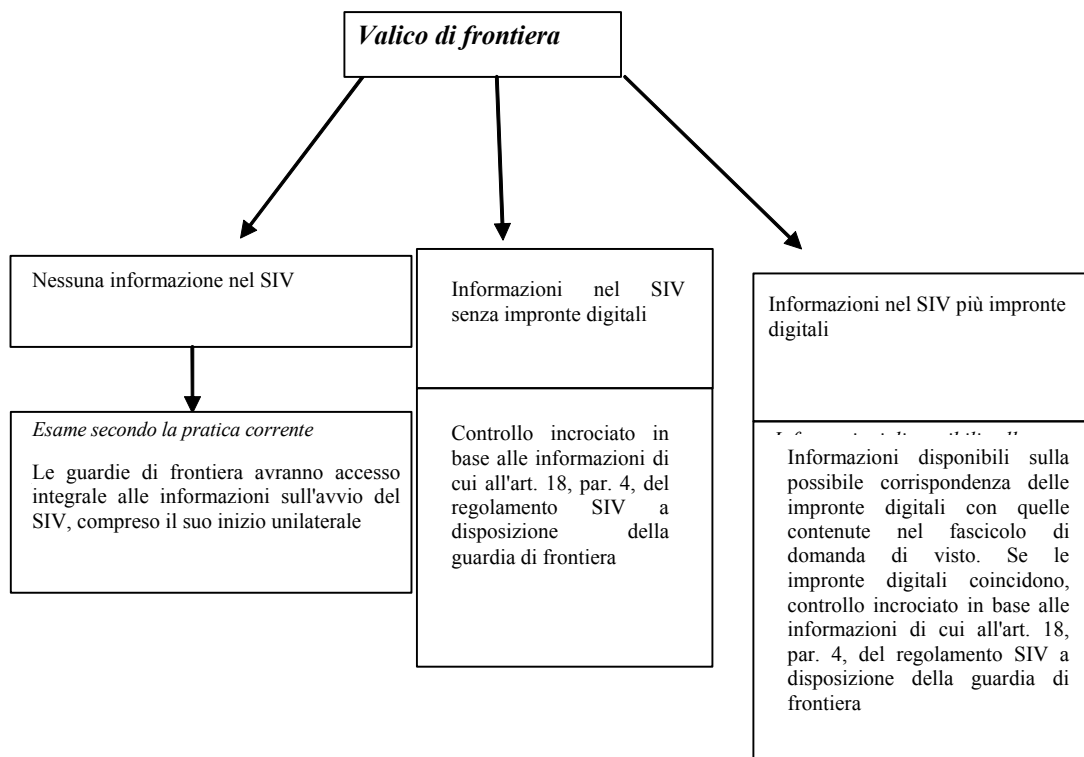 Valico di frontiera
Nessuna informazione nel SIV
Esame secondo la pratica corrente
Le guardie di frontiera avranno accesso
integrale alle informazioni sull'avvio del
SIV, compreso il suo inizio unilaterale
Informazioni nel SIV
senza impronte digitali
Controllo incrociato in
base alle informazioni di
cui all'art. 18, par. 4, del
regolamento SIV a
disposizione della
guardia di frontiera
Informazioni nel SIV più impronte
digitali
Informazioni disponibili sulla
possibile corrispondenza delle
impronte digitali con quelle
contenute nel fascicolo di
domanda di visto. Se le
impronte digitali coincidono,
controllo incrociato in base alle
informazioni di cui all'art. 18,
par. 4, del regolamento SIV a
disposizione della guardia di
frontiera